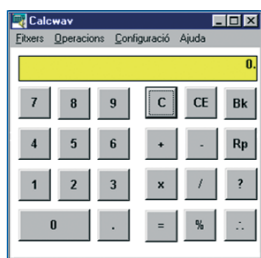 Calcwav
Fitxers Operacions Configuració Ajuda
0.
7 8 9 C CE Bk
4 5 6 + - Rp
1 2 3 x / ?
0 . = % ∴